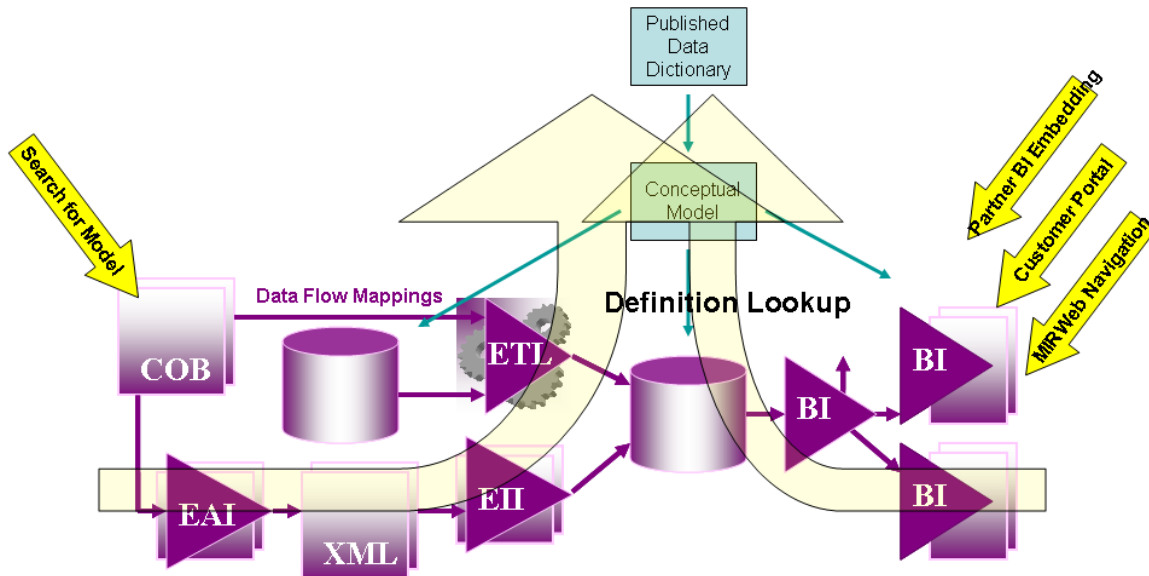 Published
Data
Dictionary
Conceptual
Model
Search for Model
Partner BI Embedding
Customer Portal
MIRWeb Navigation
Data Flow Mappings
Definition Lookup
COB
ETL
BI
BI
BI
EAI
XML
EII